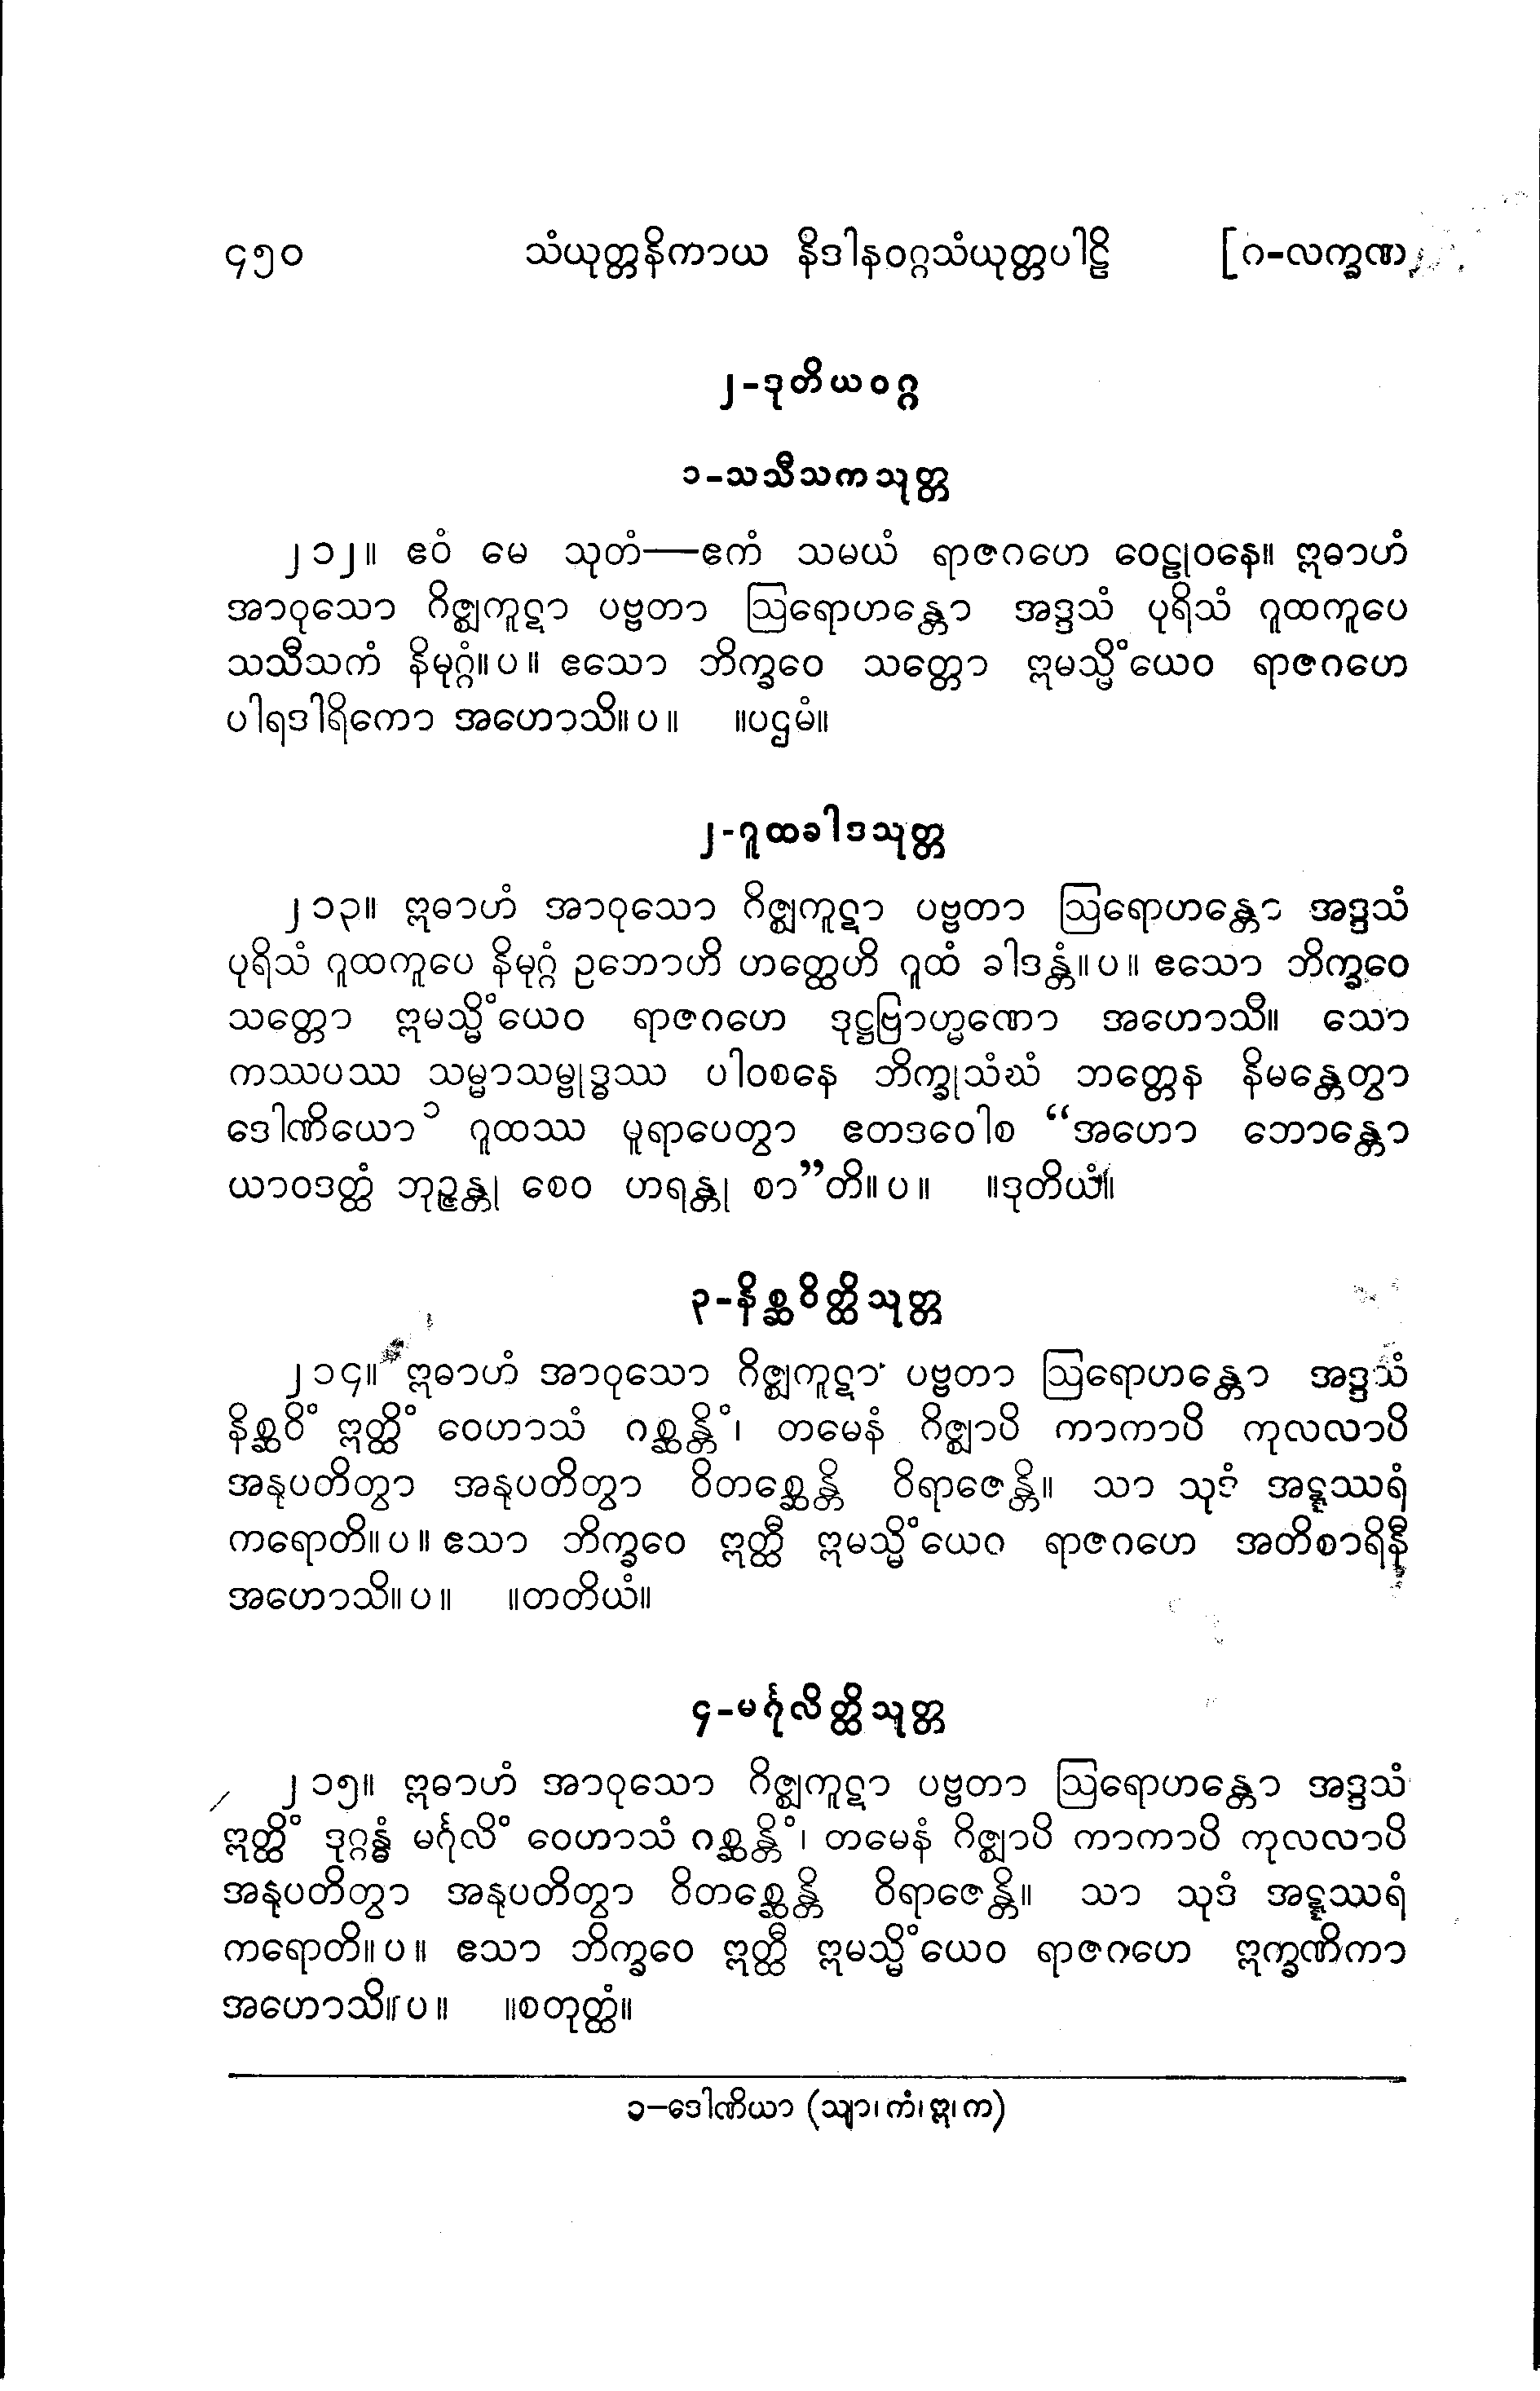 ၄၅၀ သံယုတ္တနိကာယ နိဒါနဝဂ္ဂသံယုတ္တပါဠိ [ဂ-လက္ခဏ
၂-ဒုတိယဝဂ္ဂ
၁-သသီသကသုတ္တ
၂၁၂။ ဧဝံ မေ သုတံ—ဧကံ သမယံ ရာဇဂဟေ ဝေဠုဝနေ။ ဣဓာဟံ
အာဝုသော ဂိဇ္ဈကူဋာ ပဗ္ဗတာ ဩရောဟန္တော အဒ္ဒသံ ပုရိသံ ဂူထကူပေ
သသီသကံ နိမုဂ္ဂံ။ပ။ ဧသော ဘိက္ခဝေ သတ္တော ဣမသ္မိံယေဝ ရာဇဂဟေ
ပါရဒါရိကော အဟောသိ။ပ။ ။ပဌမံ။
၂-ဂူထခါဒသုတ္တ
၂၁၃။ ဣဓာဟံ အာဝုသော ဂိဇ္ဈကူဋာ ပဗ္ဗတာ ဩရောဟန္တော အဒ္ဒသံ
ပုရိသံ ဂူထကူပေ နိမုဂ္ဂံ ဥဘောဟိ ဟတ္ထေဟိ ဂူထံ ခါဒန္တံ။ပ။ ဧသော ဘိက္ခဝေ
သတ္တော ဣမသ္မိံယေဝ ရာဇဂဟေ ဒုဋ္ဌဗြာဟ္မဏော အဟောသိ။ သော
ကဿပဿ သမ္မာသမ္ဗုဒ္ဓဿ ပါဝစနေ ဘိက္ခုသံဃံ ဘတ္တေန နိမန္တေတွာ
ဒေါဏိယော ၁ ဂူထဿ ပူရာပေတွာ ဧတဒဝေါစ “အဟော ဘောန္တော
ယာဝဒတ္ထံ ဘုဉ္ဇန္တု စေဝ ဟရန္တု စာ”တိ။ပ။ ။ဒုတိယံ။
၃-နိစ္ဆဝိတ္ထိသုတ္တ
၂၁၄။ ဣဓာဟံ အာဝုသော ဂိဇ္ဈကူဋာ ပဗ္ဗတာ ဩရောဟန္တော အဒ္ဒသံ
နိစ္ဆဝိံ ဣတ္ထိံ ဝေဟာသံ ဂစ္ဆန္တိံ၊ တမေနံ ဂိဇ္ဈာပိ ကာကာပိ ကုလလာပိ
အနုပတိတွာ အနုပတိတွာ ဝိတစ္ဆေန္တိ ဝိရာဇေန္တိ။ သာ သုဒံ အဋ္ဋဿရံ
ကရောတိ။ပ။ ဧသာ ဘိက္ခဝေ ဣတ္ထီ ဣမသ္မိံယေဝ ရာဇဂဟေ အတိစာရိနီ
အဟောသိ။ပ။ ။တတိယံ။
၄-မင်္ဂုလိတ္ထိသုတ္တ
၂၁၅။ ဣဓာဟံ အာဝုသော ဂိဇ္ဈကူဋာ ပဗ္ဗတာ ဩရောဟန္တော အဒ္ဒသံ
ဣတ္ထိံ ဒုဂ္ဂန္ဓံ မင်္ဂုလိံ ဝေဟာသံ ဂစ္ဆန္တိံ၊ တမေနံ ဂိဇ္ဈာပိ ကာကာပိ ကုလလာပိ
အနုပတိတွာ အနုပတိတွာ ဝိတစ္ဆေန္တိ ဝိရာဇေန္တိ။ သာ သုဒံ အဋ္ဋဿရံ
ကရောတိ။ပ။ ဧသာ ဘိက္ခဝေ ဣတ္ထီ ဣမသ္မိံယေဝ ရာဇဂဟေ ဣက္ခဏိကာ
အဟောသိ။ပ။ ။စတုတ္ထံ။
၁—ဒေါဏိယာ (သျာ၊ကံ၊ဣ၊က)